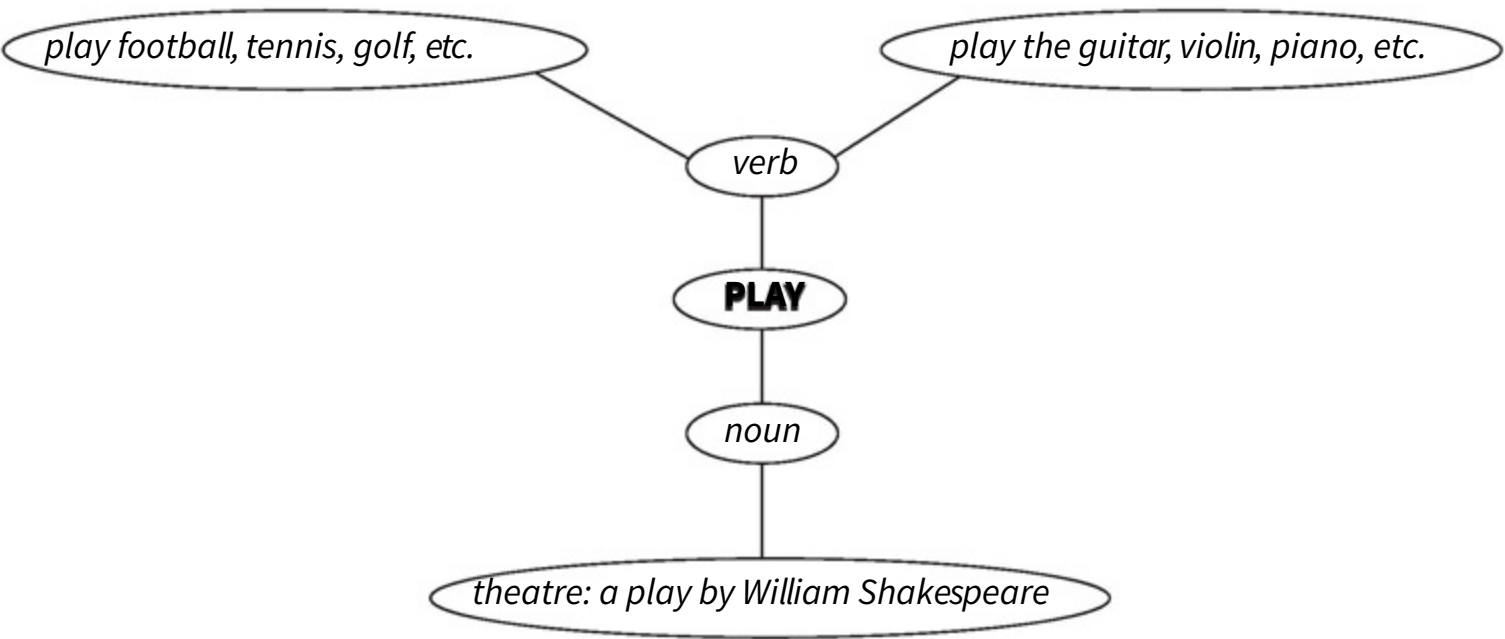 play football, tennis, golf, etc.
play the guitar, violin, piano, etc.
verb
PLAY
noun
theatre: a play by William Shakespeare